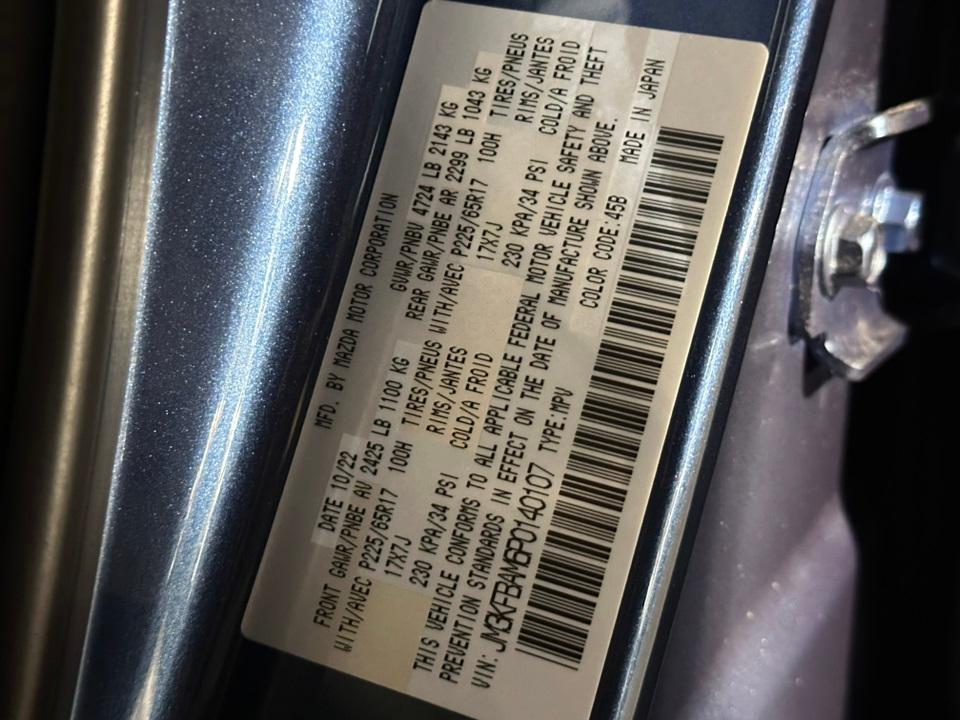 MFD. BY MAZDA MOTOR CORPORATION
DATE 10/22 GVWR/PNBV 4724 LB 2143 KG
FRONT GAWR/PNBE AV 2425 LB 1100 KG REAR GAWR/PNBE AR 2299 LB 1043 KG
WITH/AVEC P225/65R17 100H TIRES/PNEUS WITH/AVEC P225/65R17 100H TIRES/PNEUS
17X7J RIMS/JANTES 17X7J RIMS/JANTES
230 KPA/34 PSI COLD/A FROID 230 KPA/34 PSI COLD/A FROID
THIS VEHICLE CONFORMS TO ALL APPLICABLE FEDERAL MOTOR VEHICLE SAFETY AND THEFT
PREVENTION STANDARDS IN EFFECT ON THE DATE OF MANUFACTURE SHOWN ABOVE.
VIN: JM3KFBAM6P0140107 TYPE.MPV COLOR CODE.45B MADE IN JAPAN